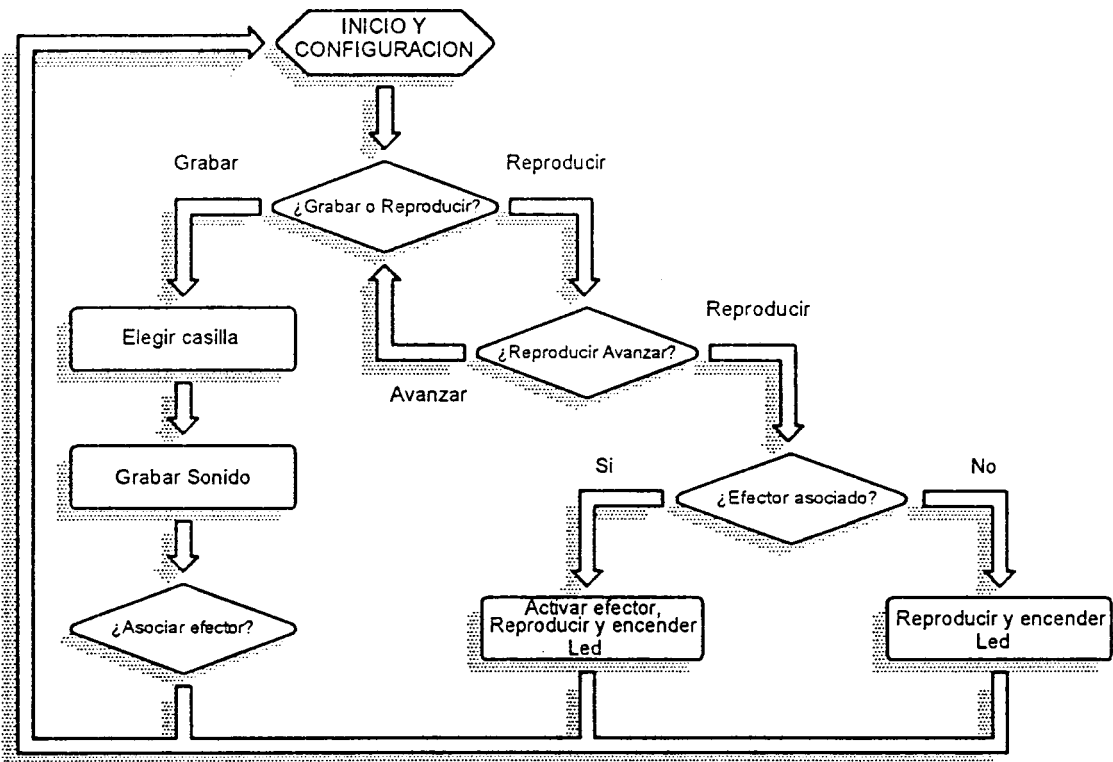 INICIO Y
CONFIGURACION
Grabar
Reproducir
¿Grabar o Reproducir?
Elegir casilla
¿Reproducir Avanzar?
Reproducir
Avanzar
Grabar Sonido
Si
¿Efector asociado?
No
¿Asociar efector?
Activar efector,
Reproducir y encender
Led
Reproducir y encender
Led